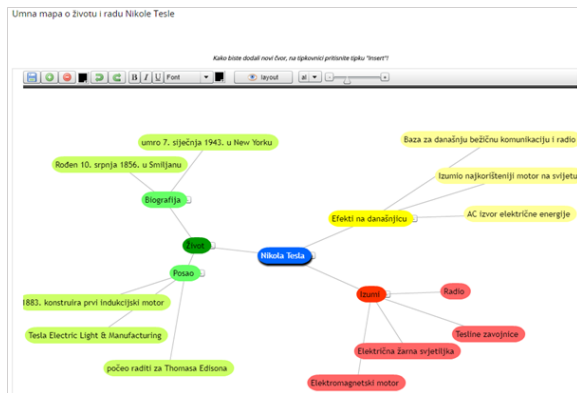 Umna mapa o životu i radu Nikole Tesle
Kako biste dodali novi čvor, na tipkovnici pritisnite tipku "Insert"!
B I U Font layout al
umro 7. siječnja 1943. u New Yorku
Rođen 10. srpnja 1856. u Smiljanu
Biografija
Život
Posao
1883. konstruira prvi indukcijski motor
Tesla Electric Light & Manufacturing
počeo raditi za Thomasa Edisona
Nikola Tesla
Baza za današnju bežičnu komunikaciju i radio
Izumio najkorišteniji motor na svijetu
Efekti na današnjicu
AC izvor električne energije
Izumi
Radio
Tesline zavojnice
Električna žarna svjetiljka
Elektromagnetski motor